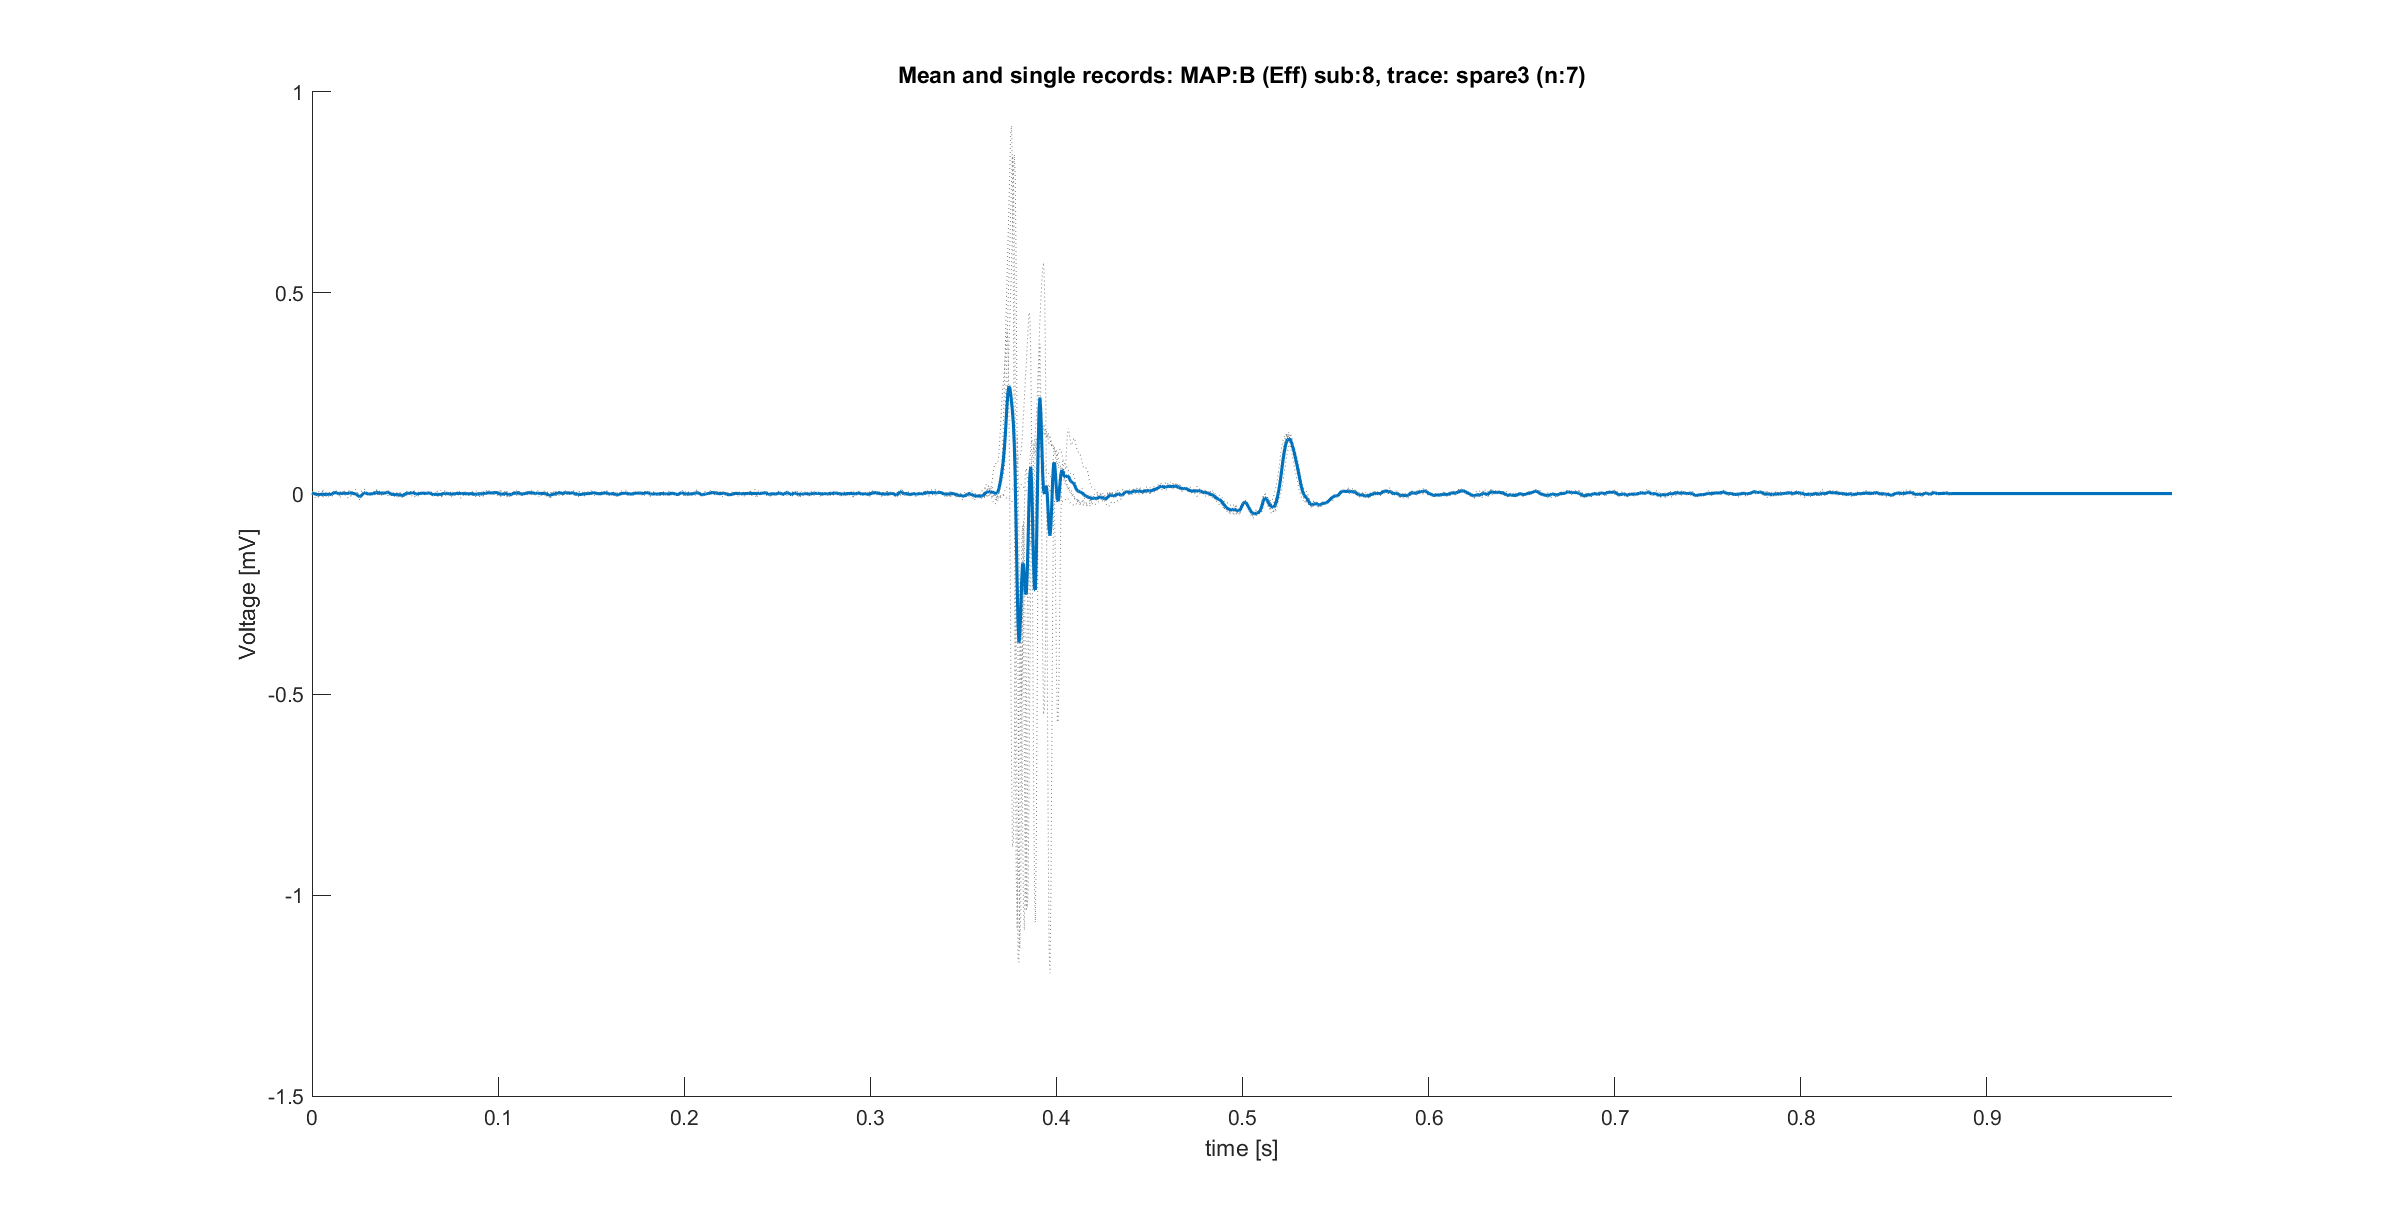 Mean and single records: MAP:B (Eff) sub:8, trace: spare3 (n:7)
1
0.5
0
-0.5
-1
-1.5
Voltage [mV]
0 0.1 0.2 0.3 0.4 0.5 0.6 0.7 0.8 0.9
time [s]